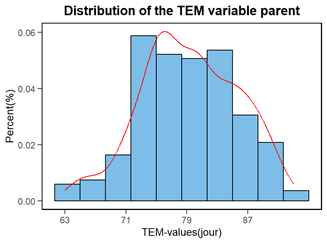 Distribution of the TEM variable parent
Percent(%)
0.06
0.04
0.02
0.00
63 71 79 87
TEM-values(jour)